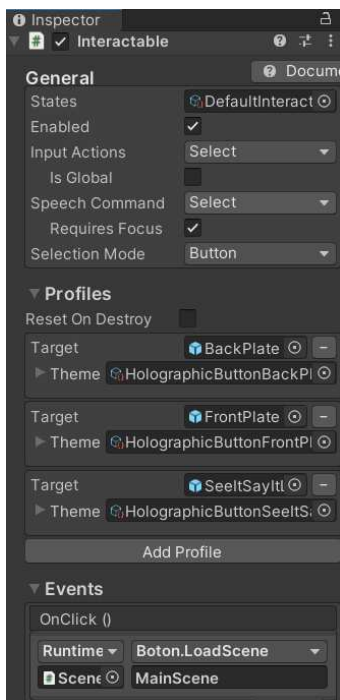 Inspector
# Interactable
General
Docum
States DefaultInteract
Enabled
Input Actions Select
Is Global
Speech Command Select
Requires Focus
Selection Mode Button
Profiles
Reset On Destroy
Target BackPlate
Theme HolographicButtonBackPl
Target FrontPlate
Theme HolographicButtonFrontPl
Target SeeItSayItL
Theme HolographicButtonSeeItS
Add Profile
Events
OnClick ()
Runtime Boton.LoadScene
Scene MainScene